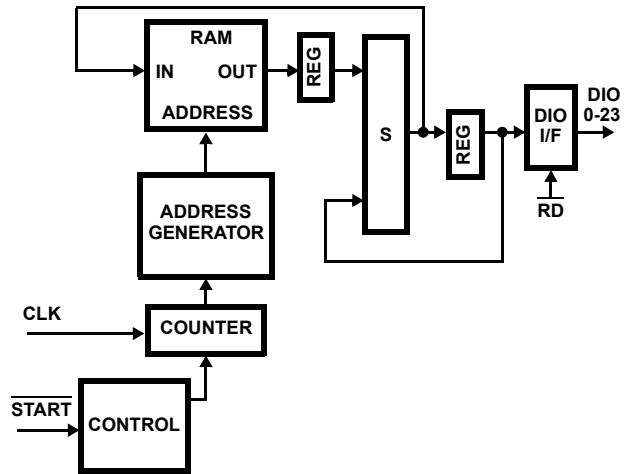 RAM
IN OUT
ADDRESS
REG
S
REG
DIO
I/F
DIO
0-23
RD
ADDRESS
GENERATOR
CLK
COUNTER
START
CONTROL